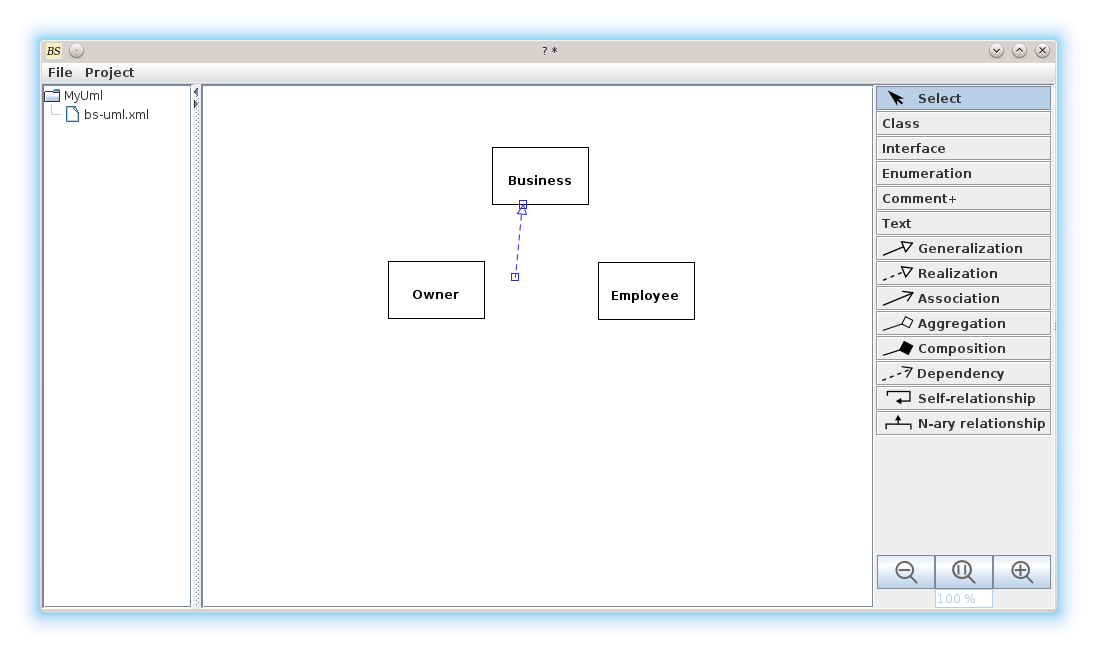 BS
? *
File Project
MyUml
bs-uml.xml
Business
Owner
Employee
Select
Class
Interface
Enumeration
Comment+
Text
Generalization
Realization
Association
Aggregation
Composition
Dependency
Self-relationship
N-ary relationship
100 %